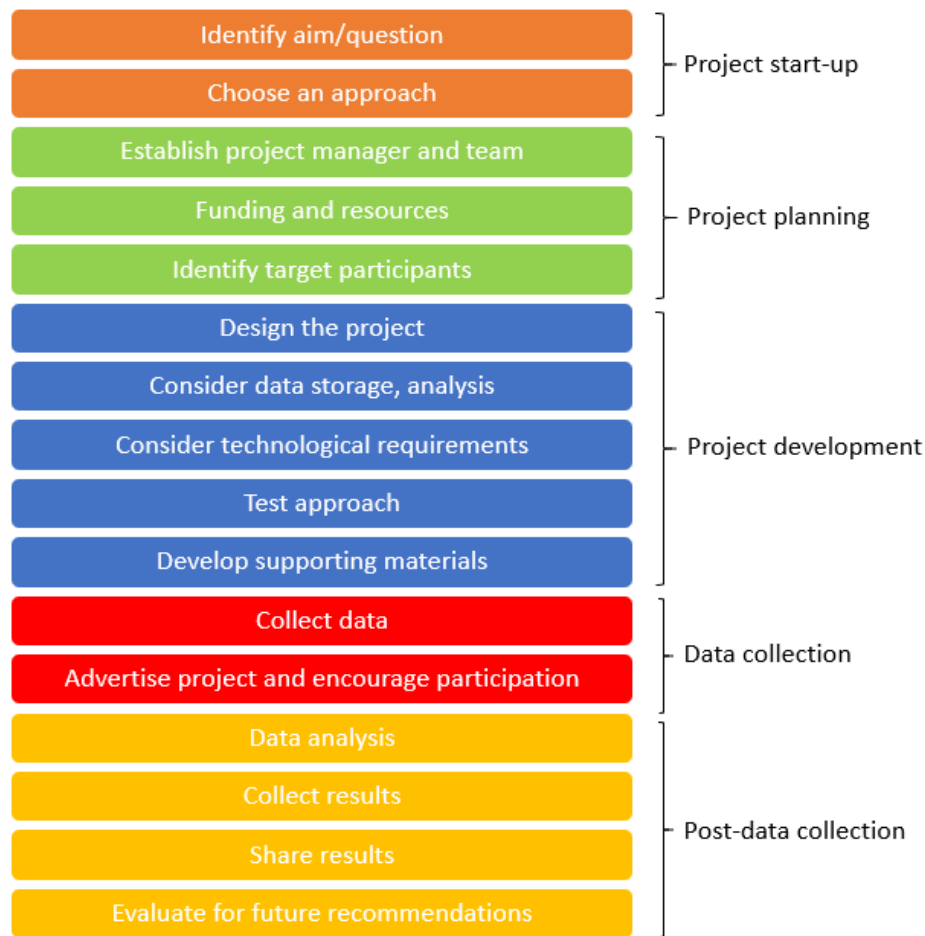 Identify aim/question
Choose an approach
Project start-up
Establish project manager and team
Funding and resources
Identify target participants
Project planning
Design the project
Consider data storage, analysis
Consider technological requirements
Test approach
Develop supporting materials
Project development
Collect data
Advertise project and encourage participation
Data collection
Data analysis
Collect results
Share results
Evaluate for future recommendations
Post-data collection